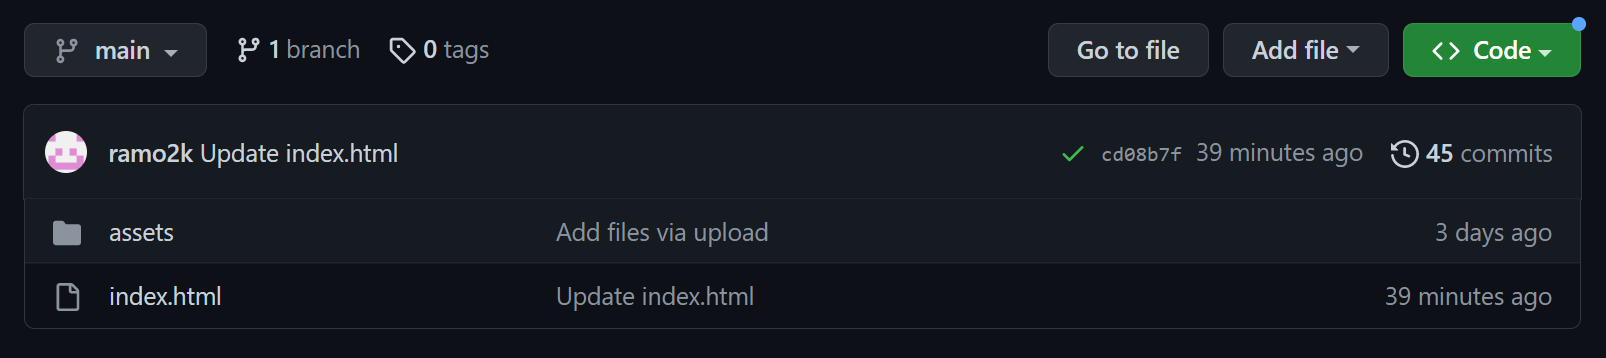 main 1 branch 0 tags Go to file Add file <> Code
ramo2k Update index.html cd08b7f 39 minutes ago 45 commits
assets Add files via upload 3 days ago
index.html Update index.html 39 minutes ago